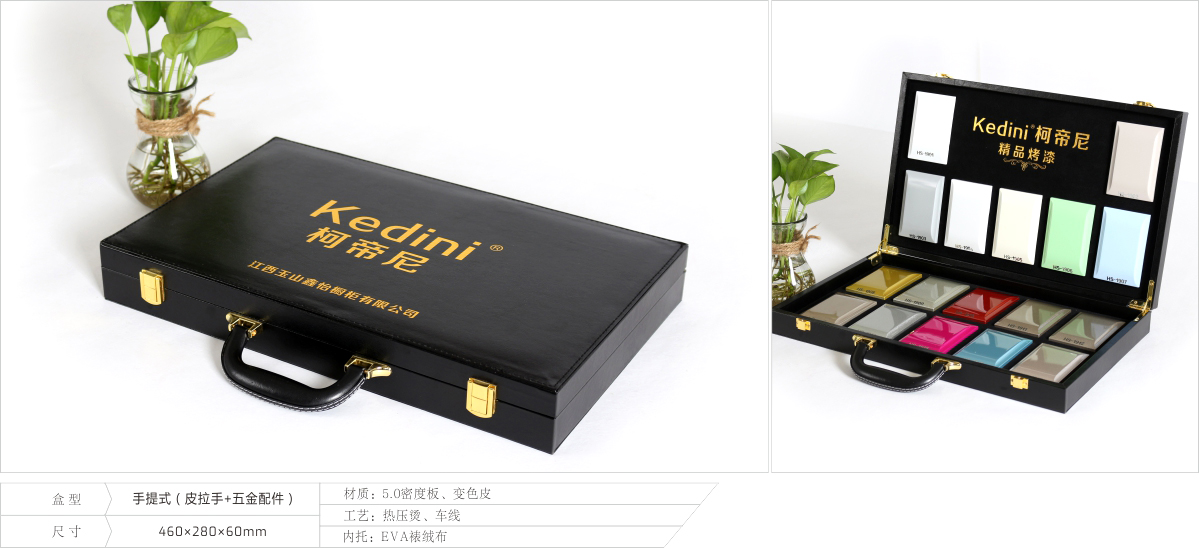 Kedini®
柯帝尼
江西玉山鑫怡橱柜有限公司
Kedini®柯帝尼
精品烤漆
盒型
手提式（皮拉手+五金配件）
尺寸
460×280×60mm
材质：5.0密度板、变色皮
工艺：热压烫、车线
内托：EVA裱绒布